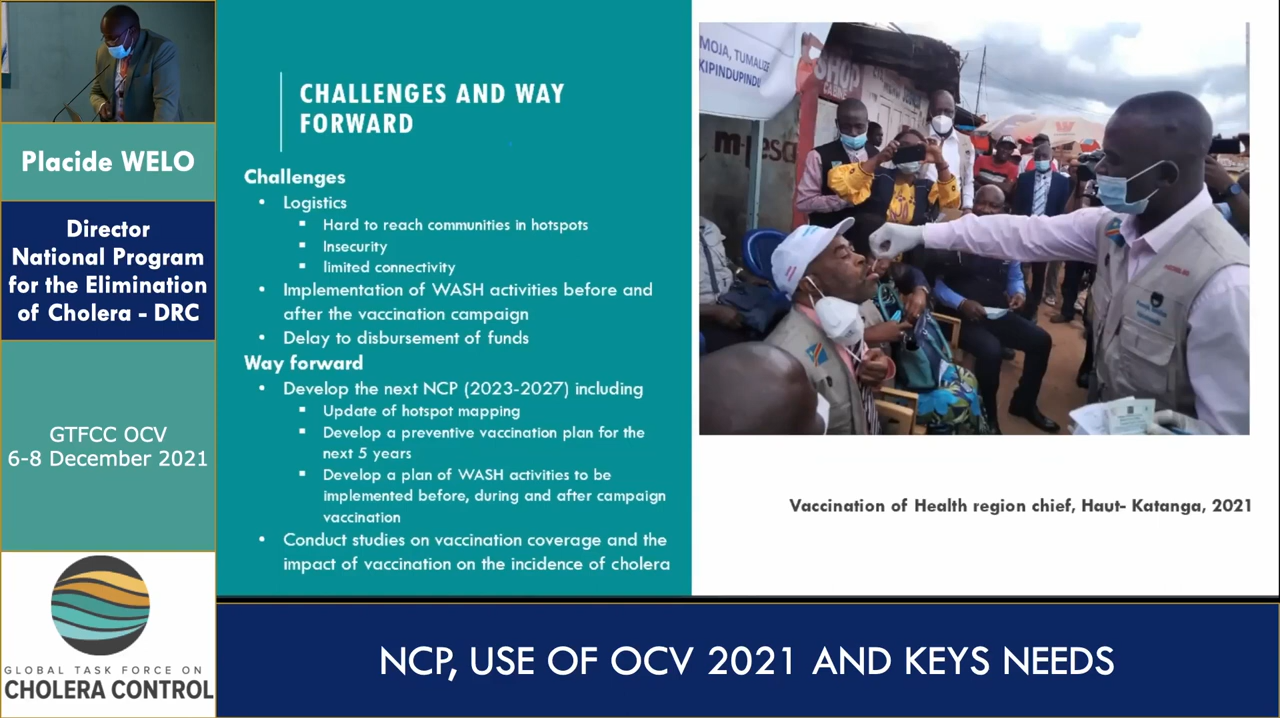 Placide WELO
Director
National Program
for the Elimination
of Cholera - DRC
GTFCC OCV
6-8 December 2021
GLOBAL TASK FORCE ON
CHOLERA CONTROL
CHALLENGES AND WAY
FORWARD
Challenges
• Logistics
▪ Hard to reach communities in hotspots
▪ Insecurity
▪ limited connectivity
• Implementation of WASH activities before and
after the vaccination campaign
• Delay to disbursement of funds
Way forward
• Develop the next NCP (2023-2027) including
▪ Update of hotspot mapping
▪ Develop a preventive vaccination plan for the
next 5 years
▪ Develop a plan of WASH activities to be
implemented before, during and after campaign
vaccination
• Conduct studies on vaccination coverage and the
impact of vaccination on the incidence of cholera
MOJA, TUMALIZE
KIPINDUPINDU
SHOP
m-pesa
Vaccination of Health region chief, Haut- Katanga, 2021
NCP, USE OF OCV 2021 AND KEYS NEEDS